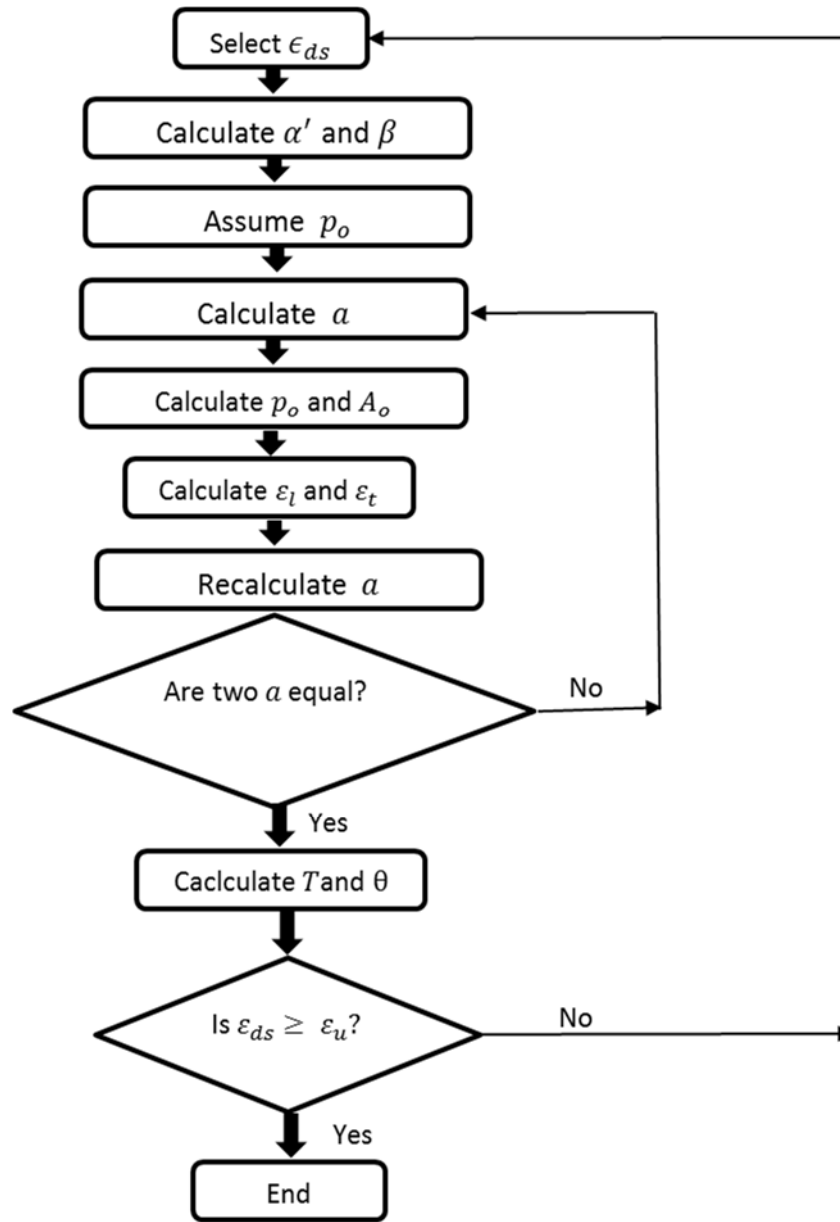 Select ϵ_ds
Calculate α′ and β
Assume p_o
Calculate a
Calculate p_o and A_o
Calculate ε_l and ε_t
Recalculate a
Are two a equal?
No
Yes
Caclculate T and θ
Is ε_ds ≥ ε_u?
No
Yes
End